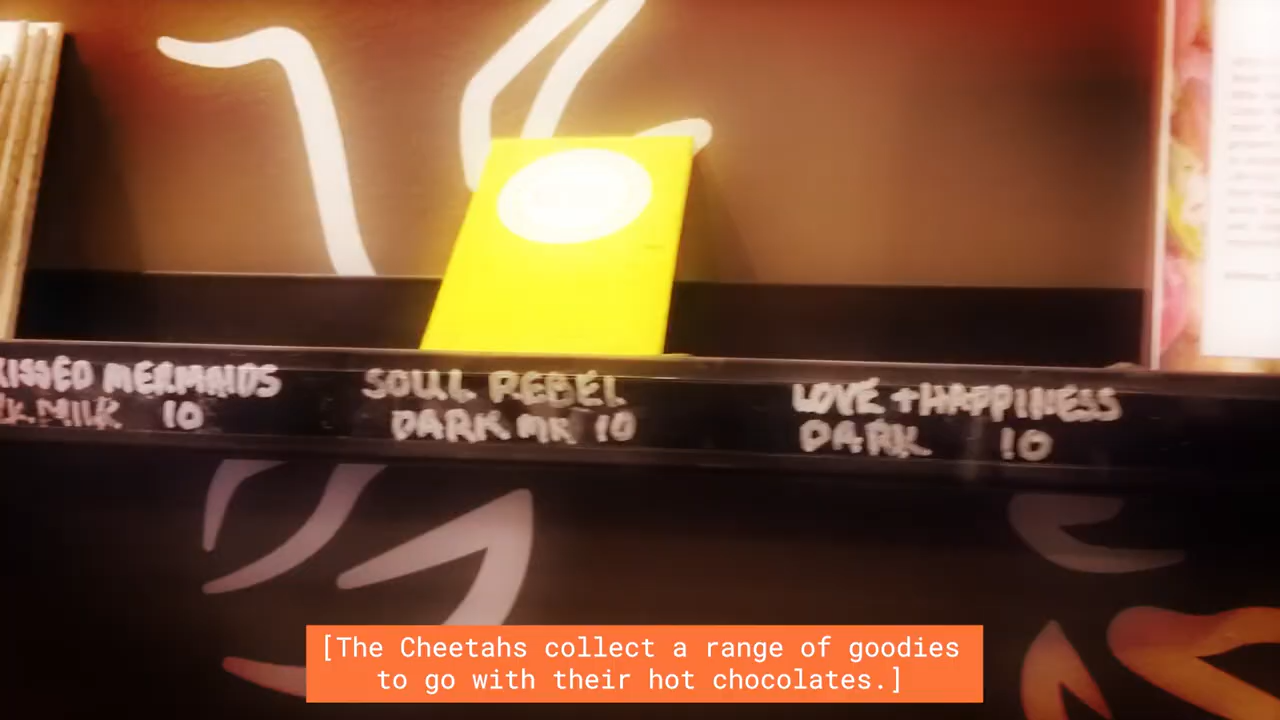 KISSED MERMAIDS
MILK 10
SOUL REBEL
DARK MK 10
LOVE + HAPPINESS
DARK 10
[The Cheetahs collect a range of goodies
to go with their hot chocolates.]